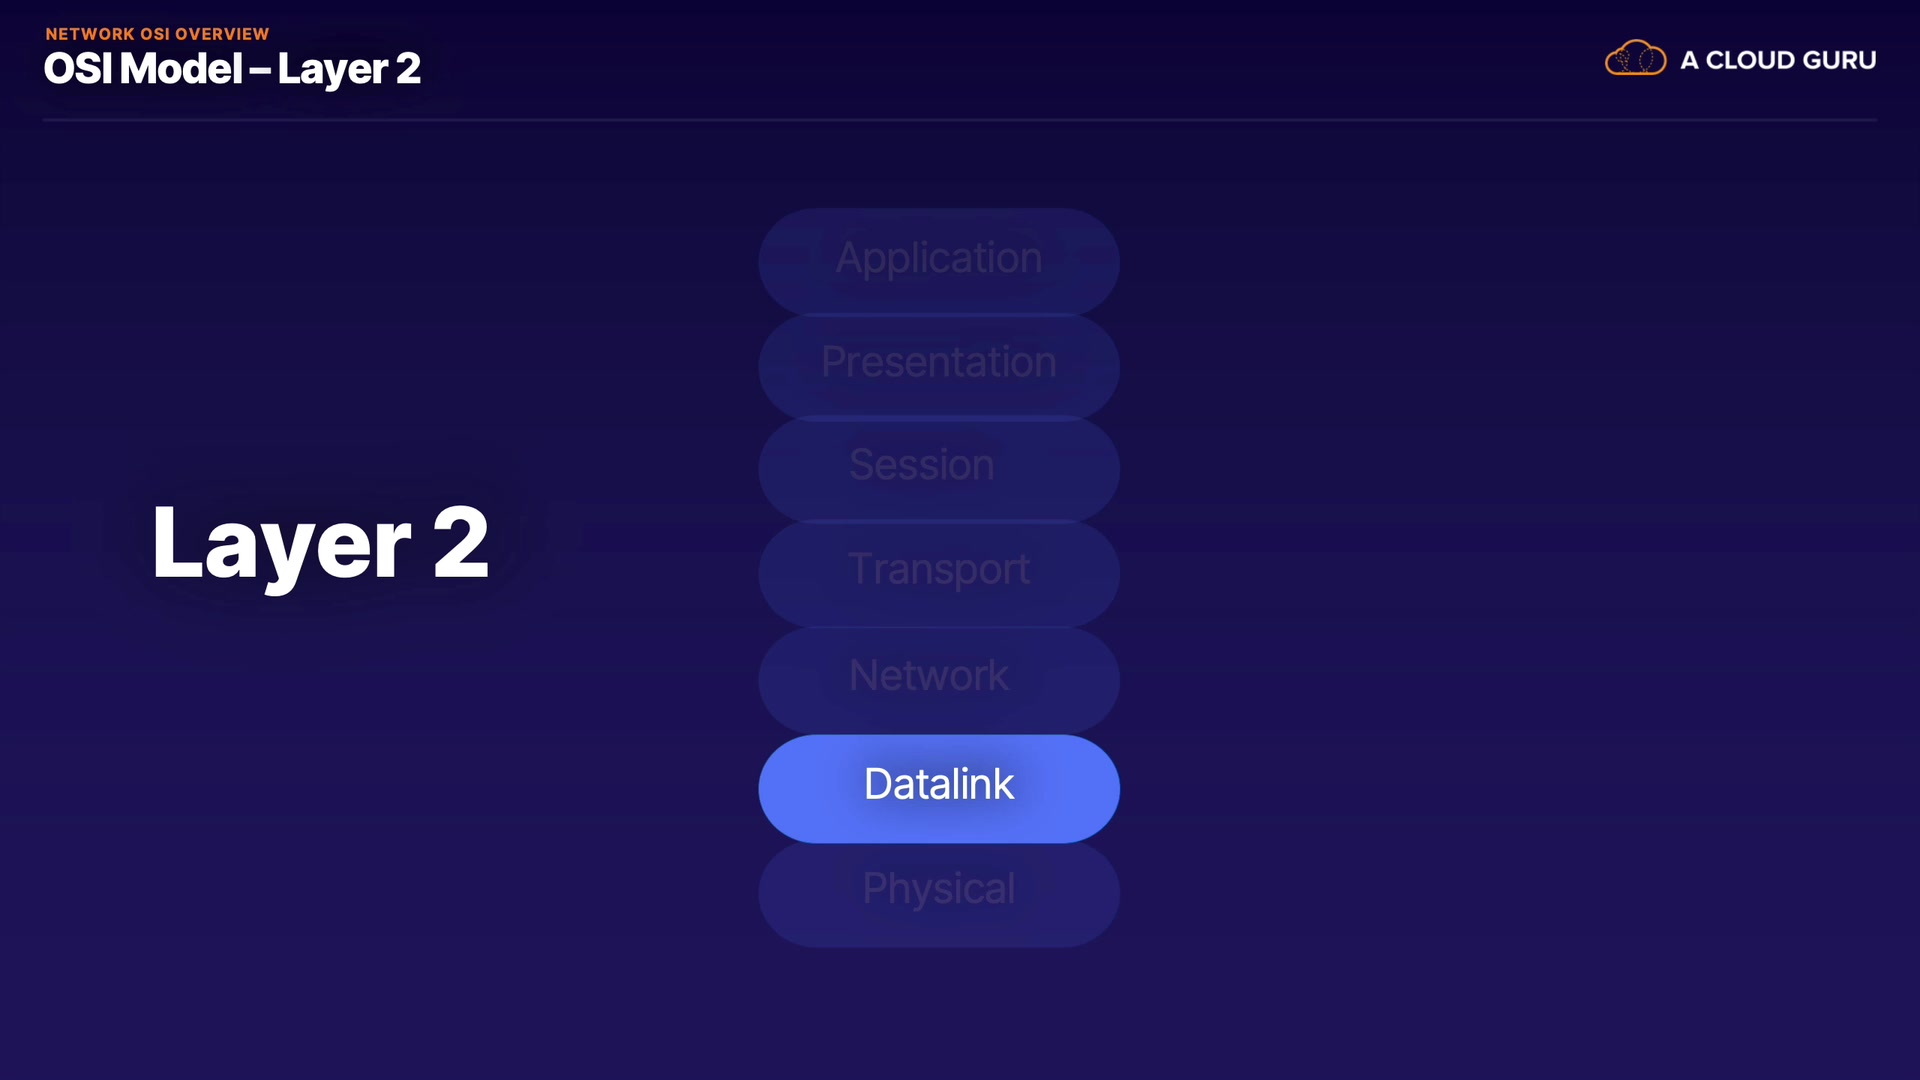 NETWORK OSI OVERVIEW
OSI Model – Layer 2
A CLOUD GURU
Application
Presentation
Session
Transport
Network
Layer 2
Datalink
Physical